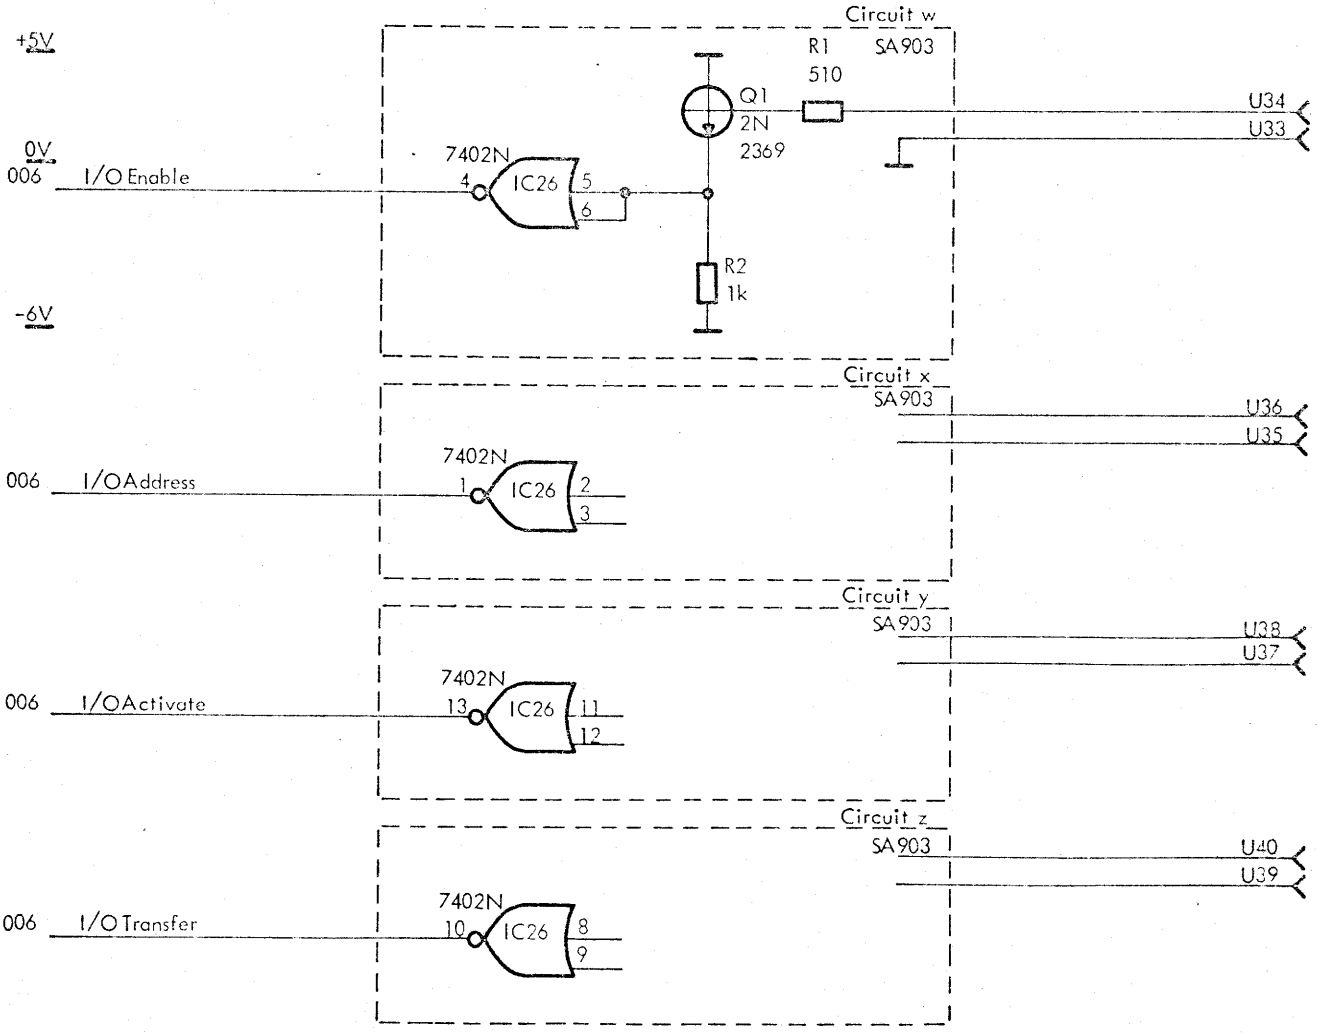 Circuit w
+5V
SA903
R1
510
Q1
2N
2369
U34
U33
0V
7402N
006 I/O Enable 4 IC26 5
6
R2
1k
-6V
Circuit x
SA903
U36
U35
7402N
006 I/O Address 1 IC26 2
3
Circuit y
SA903
U38
U37
7402N
006 I/O Activate 13 IC26 11
12
Circuit z
SA903
U40
U39
7402N
006 I/O Transfer 10 IC26 8
9